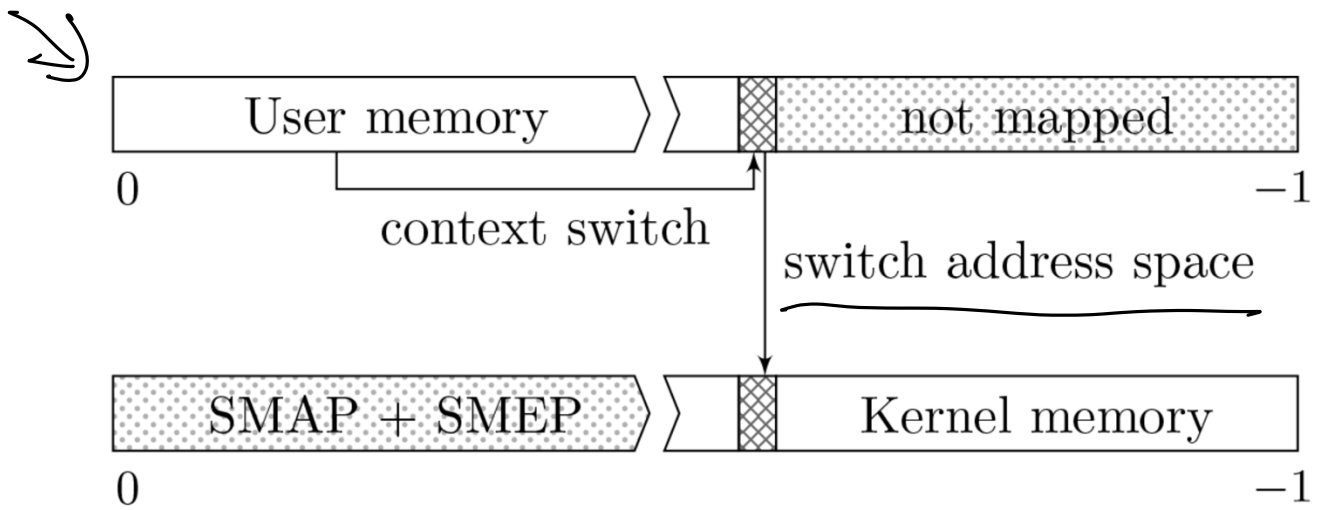 User memory not mapped
0 −1
context switch
switch address space
SMAP + SMEP Kernel memory
0 −1